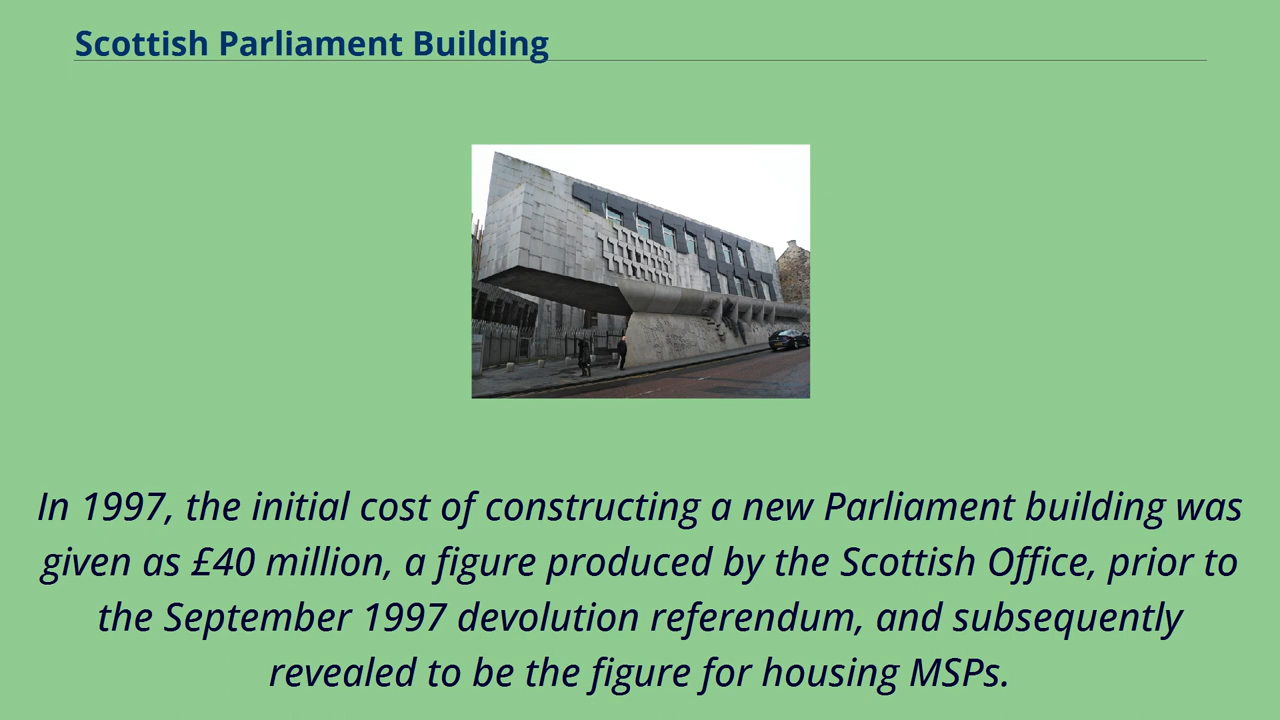 Scottish Parliament Building
In 1997, the initial cost of constructing a new Parliament building was
given as £40 million, a figure produced by the Scottish Office, prior to
the September 1997 devolution referendum, and subsequently
revealed to be the figure for housing MSPs.